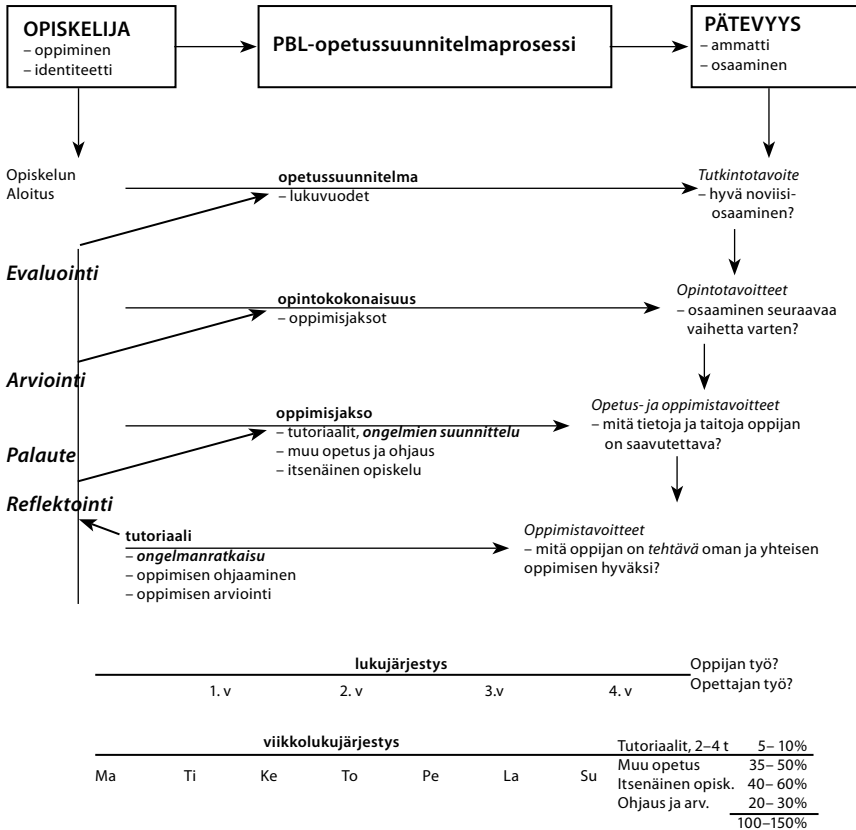 OPISKELIJA
– oppiminen
– identiteetti
PBL-opetussuunnitelmaprosessi
PÄTEVYYS
– ammatti
– osaaminen
Opiskelun
Aloitus
opetussuunnitelma
– lukuvuodet
Tutkintotavoite
– hyvä noviisi-
osaaminen?
Evaluointi
opintokokonaisuus
– oppimisjaksot
Opintotavoitteet
– osaaminen seuraavaa
vaihetta varten?
Arviointi
oppimisjakso
– tutoriaalit, ongelmien suunnittelu
– muu opetus ja ohjaus
– itsenäinen opiskelu
Opetus- ja oppimistavoitteet
– mitä tietoja ja taitoja oppijan
on saavutettava?
Palaute
Reflektointi
tutoriaali
– ongelmanratkaisu
– oppimisen ohjaaminen
– oppimisen arviointi
Oppimistavoitteet
– mitä oppijan on tehtävä oman ja yhteisen
oppimisen hyväksi?
lukujärjestys Oppijan työ?
1. v 2. v 3.v 4. v Opettajan työ?
viikkolukujärjestys Tutoriaalit, 2–4 t 5– 10%
Ma Ti Ke To Pe La Su
Muu opetus 35– 50%
Itsenäinen opisk. 40– 60%
Ohjaus ja arv. 20– 30%
100–150%